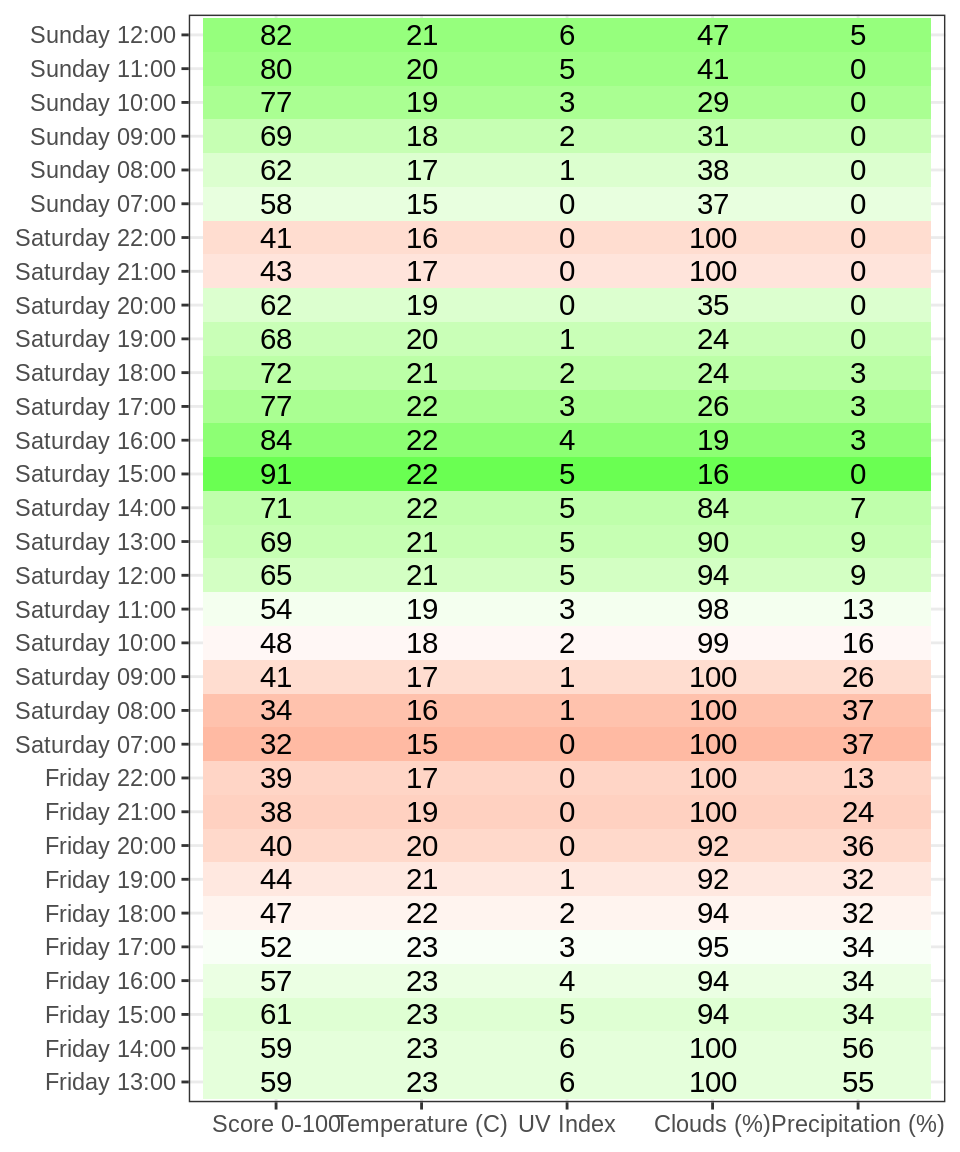 Sunday 12:00 82 21 6 47 5
Sunday 11:00 80 20 5 41 0
Sunday 10:00 77 19 3 29 0
Sunday 09:00 69 18 2 31 0
Sunday 08:00 62 17 1 38 0
Sunday 07:00 58 15 0 37 0
Saturday 22:00 41 16 0 100 0
Saturday 21:00 43 17 0 100 0
Saturday 20:00 62 19 0 35 0
Saturday 19:00 68 20 1 24 0
Saturday 18:00 72 21 2 24 3
Saturday 17:00 77 22 3 26 3
Saturday 16:00 84 22 4 19 3
Saturday 15:00 91 22 5 16 0
Saturday 14:00 71 22 5 84 7
Saturday 13:00 69 21 5 90 9
Saturday 12:00 65 21 5 94 9
Saturday 11:00 54 19 3 98 13
Saturday 10:00 48 18 2 99 16
Saturday 09:00 41 17 1 100 26
Saturday 08:00 34 16 1 100 37
Saturday 07:00 32 15 0 100 37
Friday 22:00 39 17 0 100 13
Friday 21:00 38 19 0 100 24
Friday 20:00 40 20 0 92 36
Friday 19:00 44 21 1 92 32
Friday 18:00 47 22 2 94 32
Friday 17:00 52 23 3 95 34
Friday 16:00 57 23 4 94 34
Friday 15:00 61 23 5 94 34
Friday 14:00 59 23 6 100 56
Friday 13:00 59 23 6 100 55
Score 0-100 Temperature (C) UV Index Clouds (%) Precipitation (%)